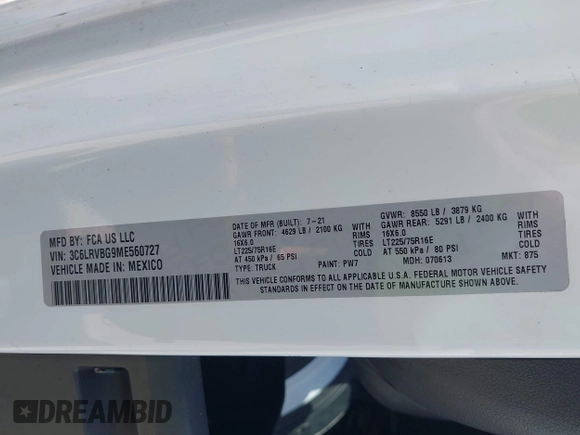 MFD BY: FCA US LLC
VIN: 3C6LRVBG9ME560727
VEHICLE MADE IN: MEXICO
DATE OF MFR (BUILT): 7-21
GAWR FRONT: 4629 LB / 2100 KG WITH
16X6.0 RIMS
LT225/75R16E TIRES
AT 450 kPa / 65 PSI COLD
TYPE: TRUCK PAINT: PW7
GVWR: 8550 LB / 3879 KG
GAWR REAR: 5291 LB / 2400 KG WITH
16X6.0 RIMS
LT225/75R16E TIRES
AT 550 kPa / 80 PSI COLD
MDH: 070613 MKT: 875
THIS VEHICLE CONFORMS TO ALL APPLICABLE U.S.A. FEDERAL MOTOR VEHICLE SAFETY
STANDARDS IN EFFECT ON THE DATE OF MANUFACTURE SHOWN ABOVE
DREAMBID